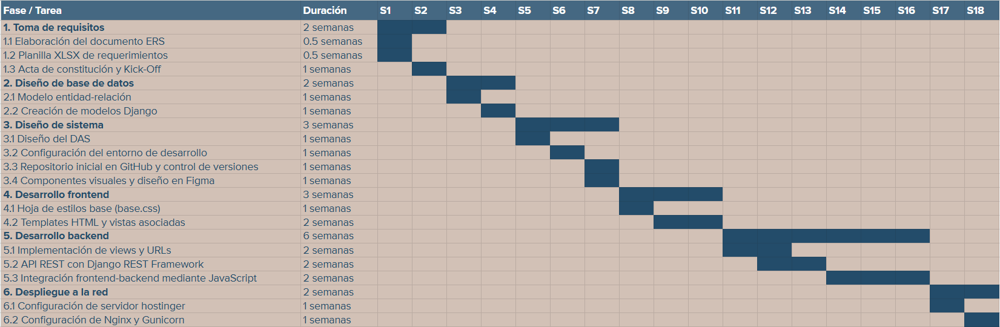 Fase / Tarea Duración S1 S2 S3 S4 S5 S6 S7 S8 S9 S10 S11 S12 S13 S14 S15 S16 S17 S18
1. Toma de requisitos 2 semanas
1.1 Elaboración del documento ERS 0.5 semanas
1.2 Planilla XLSX de requerimientos 0.5 semanas
1.3 Acta de constitución y Kick-Off 1 semanas
2. Diseño de base de datos 2 semanas
2.1 Modelo entidad-relación 1 semanas
2.2 Creación de modelos Django 1 semanas
3. Diseño de sistema 3 semanas
3.1 Diseño del DAS 1 semanas
3.2 Configuración del entorno de desarrollo 1 semanas
3.3 Repositorio inicial en GitHub y control de versiones 1 semanas
3.4 Componentes visuales y diseño en Figma 1 semanas
4. Desarrollo frontend 3 semanas
4.1 Hoja de estilos base (base.css) 1 semanas
4.2 Templates HTML y vistas asociadas 2 semanas
5. Desarrollo backend 6 semanas
5.1 Implementación de views y URLs 2 semanas
5.2 API REST con Django REST Framework 2 semanas
5.3 Integración frontend-backend mediante JavaScript 2 semanas
6. Despliegue a la red 2 semanas
6.1 Configuración de servidor hostinger 1 semanas
6.2 Configuración de Nginx y Gunicorn 1 semanas